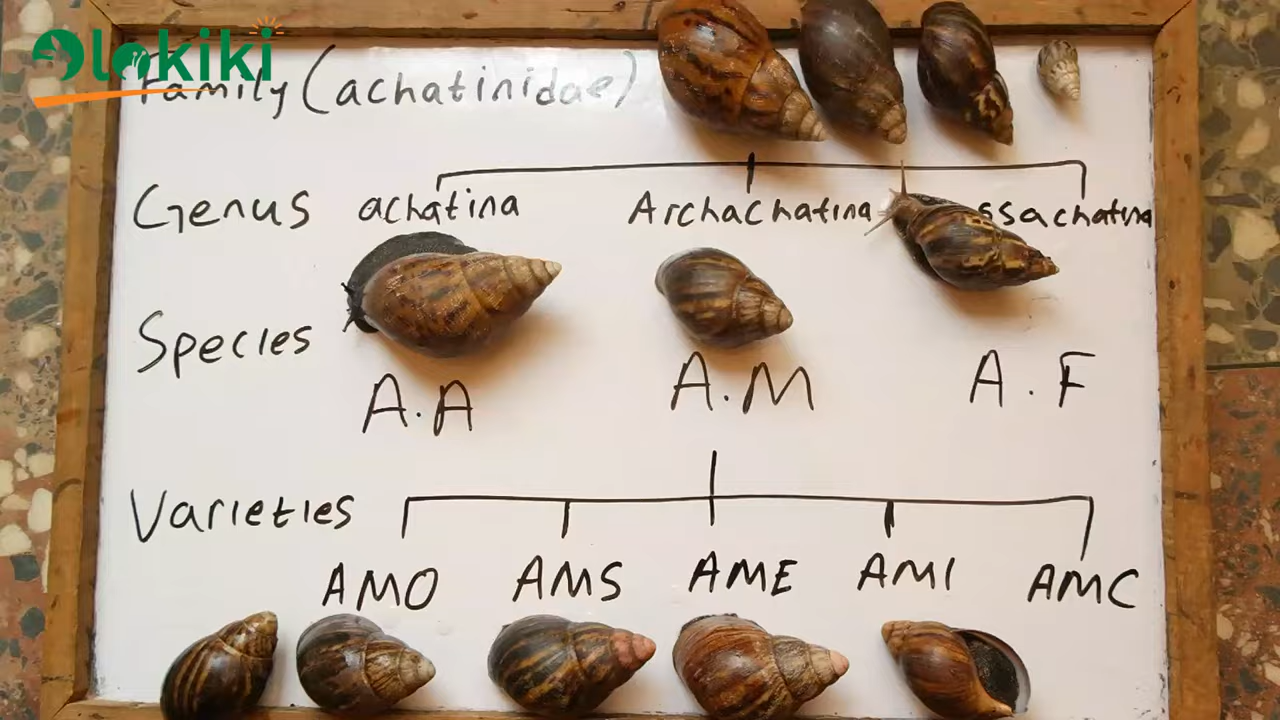 Olokiki
Family (achatinidae)
Genus achatina Archachatina ssachatina
Species
A.A A.M A.F
Varieties
AMO AMS AME AMI AMC